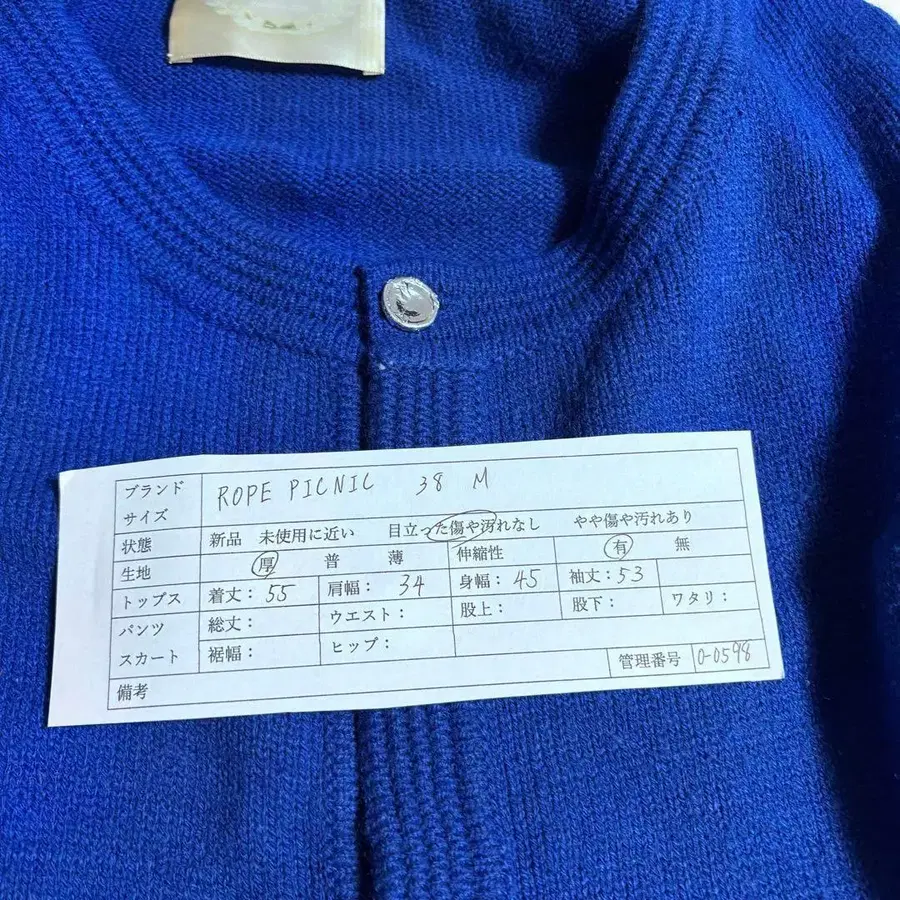 ブランド
サイズ
ROPE PICNIC 38 M
状態 新品 未使用に近い 目立った傷や汚れなし やや傷や汚れあり
生地 厚 普 薄 伸縮性 有 無
トップス 着丈：55 肩幅：34 身幅：45 袖丈：53
パンツ 総丈： ウエスト： 股上： 股下： ワタリ：
スカート 裾幅： ヒップ：
備考 管理番号 0-0598